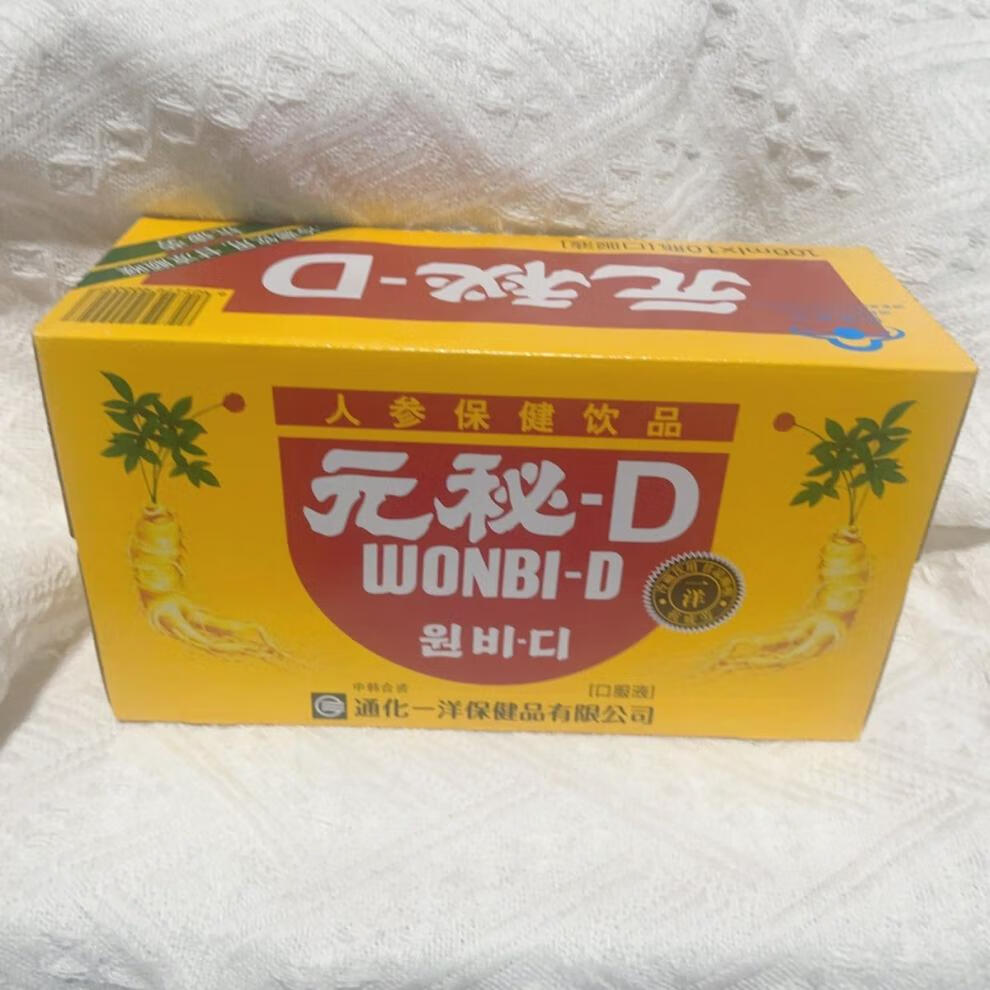 100ml×10瓶[口服液]
元秘-D
人参保健饮品
元秘-D
WONBI-D
원비-디
一洋
中韩合资
[口服液]
通化一洋保健品有限公司